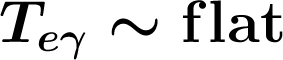 T_{eγ} ∼ flat